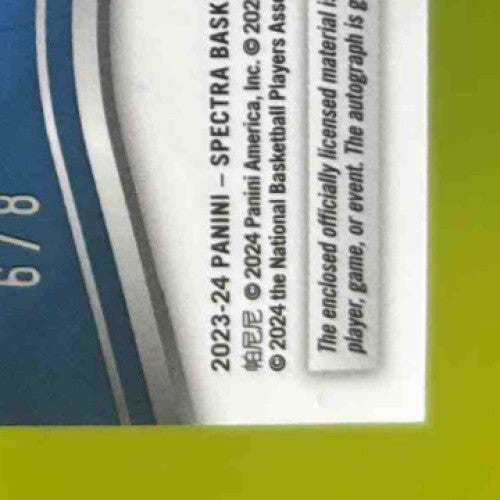 6/8
2023-24 PANINI – SPECTRA BASK
帕尼尼 © 2024 Panini America, Inc. © 202
© 2024 the National Basketball Players Asso
The enclosed officially licensed material i
player, game, or event. The autograph is g